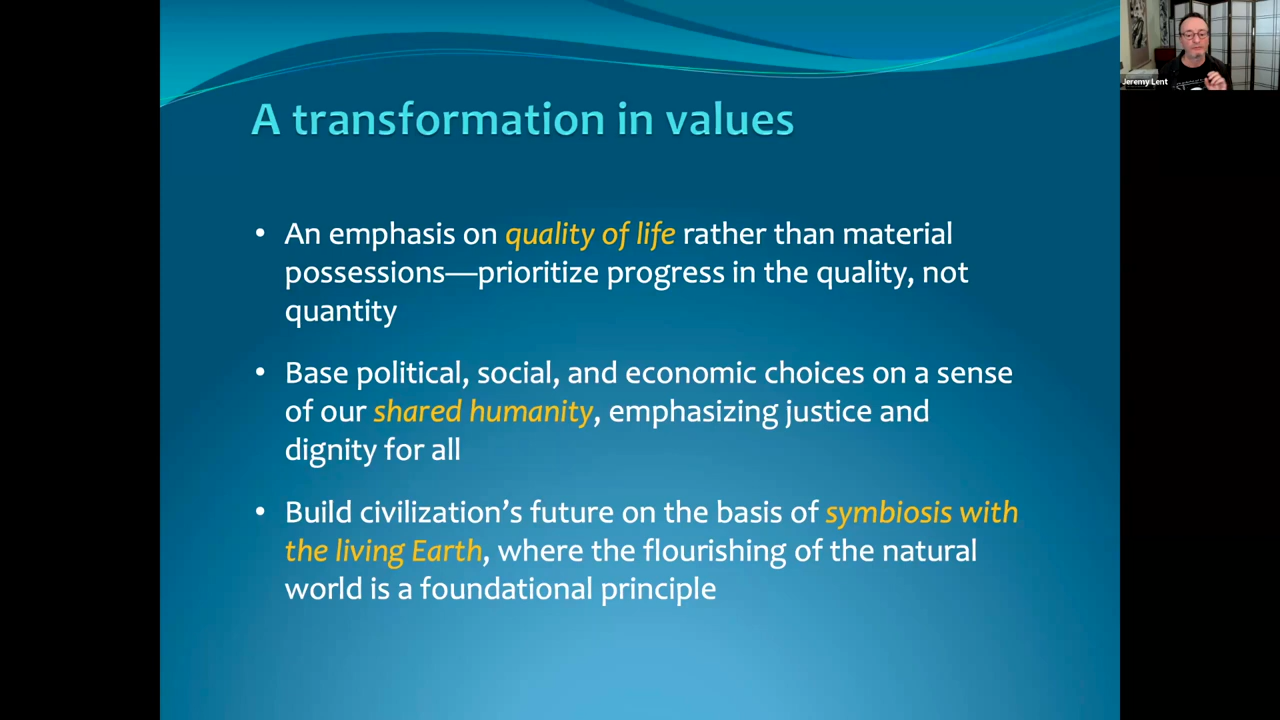 Jeremy Lent
A transformation in values
• An emphasis on quality of life rather than material
possessions—prioritize progress in the quality, not
quantity
• Base political, social, and economic choices on a sense
of our shared humanity, emphasizing justice and
dignity for all
• Build civilization’s future on the basis of symbiosis with
the living Earth, where the flourishing of the natural
world is a foundational principle